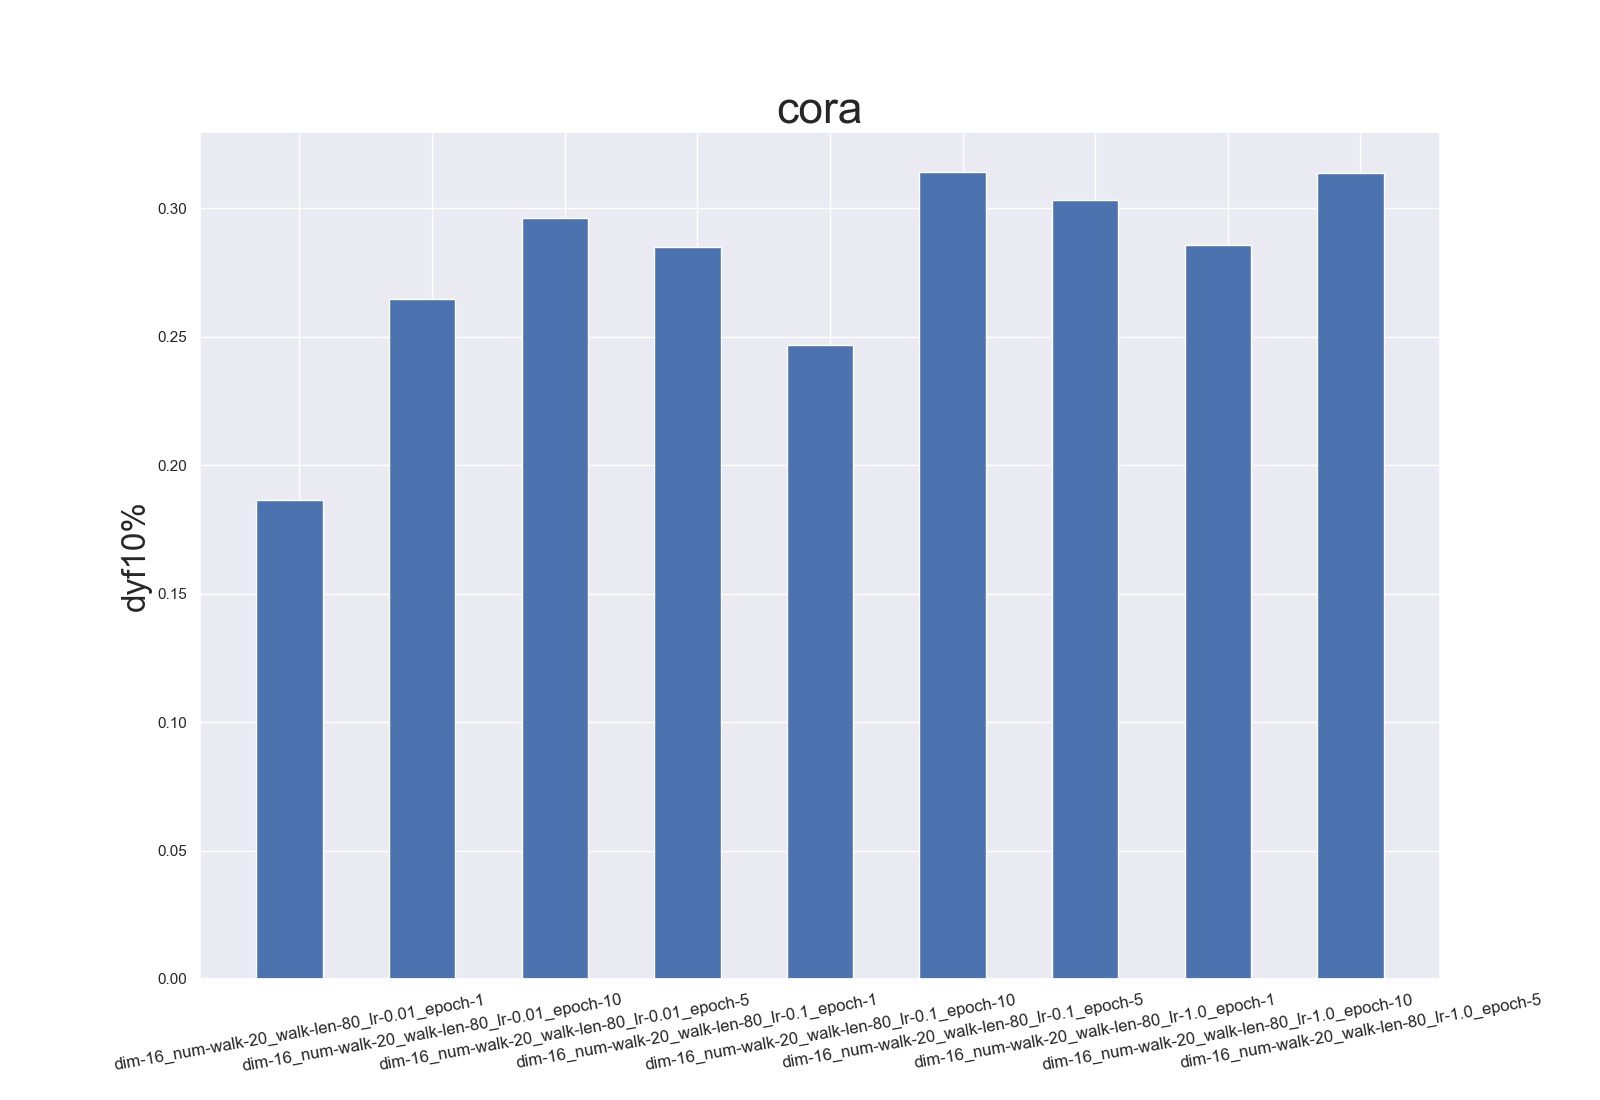 cora
dyf10%
0.30
0.25
0.20
0.15
0.10
0.05
0.00
dim-16_num-walk-20_walk-len-80_lr-0.01_epoch-1
dim-16_num-walk-20_walk-len-80_lr-0.01_epoch-10
dim-16_num-walk-20_walk-len-80_lr-0.01_epoch-5
dim-16_num-walk-20_walk-len-80_lr-0.1_epoch-1
dim-16_num-walk-20_walk-len-80_lr-0.1_epoch-10
dim-16_num-walk-20_walk-len-80_lr-0.1_epoch-5
dim-16_num-walk-20_walk-len-80_lr-1.0_epoch-1
dim-16_num-walk-20_walk-len-80_lr-1.0_epoch-10
dim-16_num-walk-20_walk-len-80_lr-1.0_epoch-5